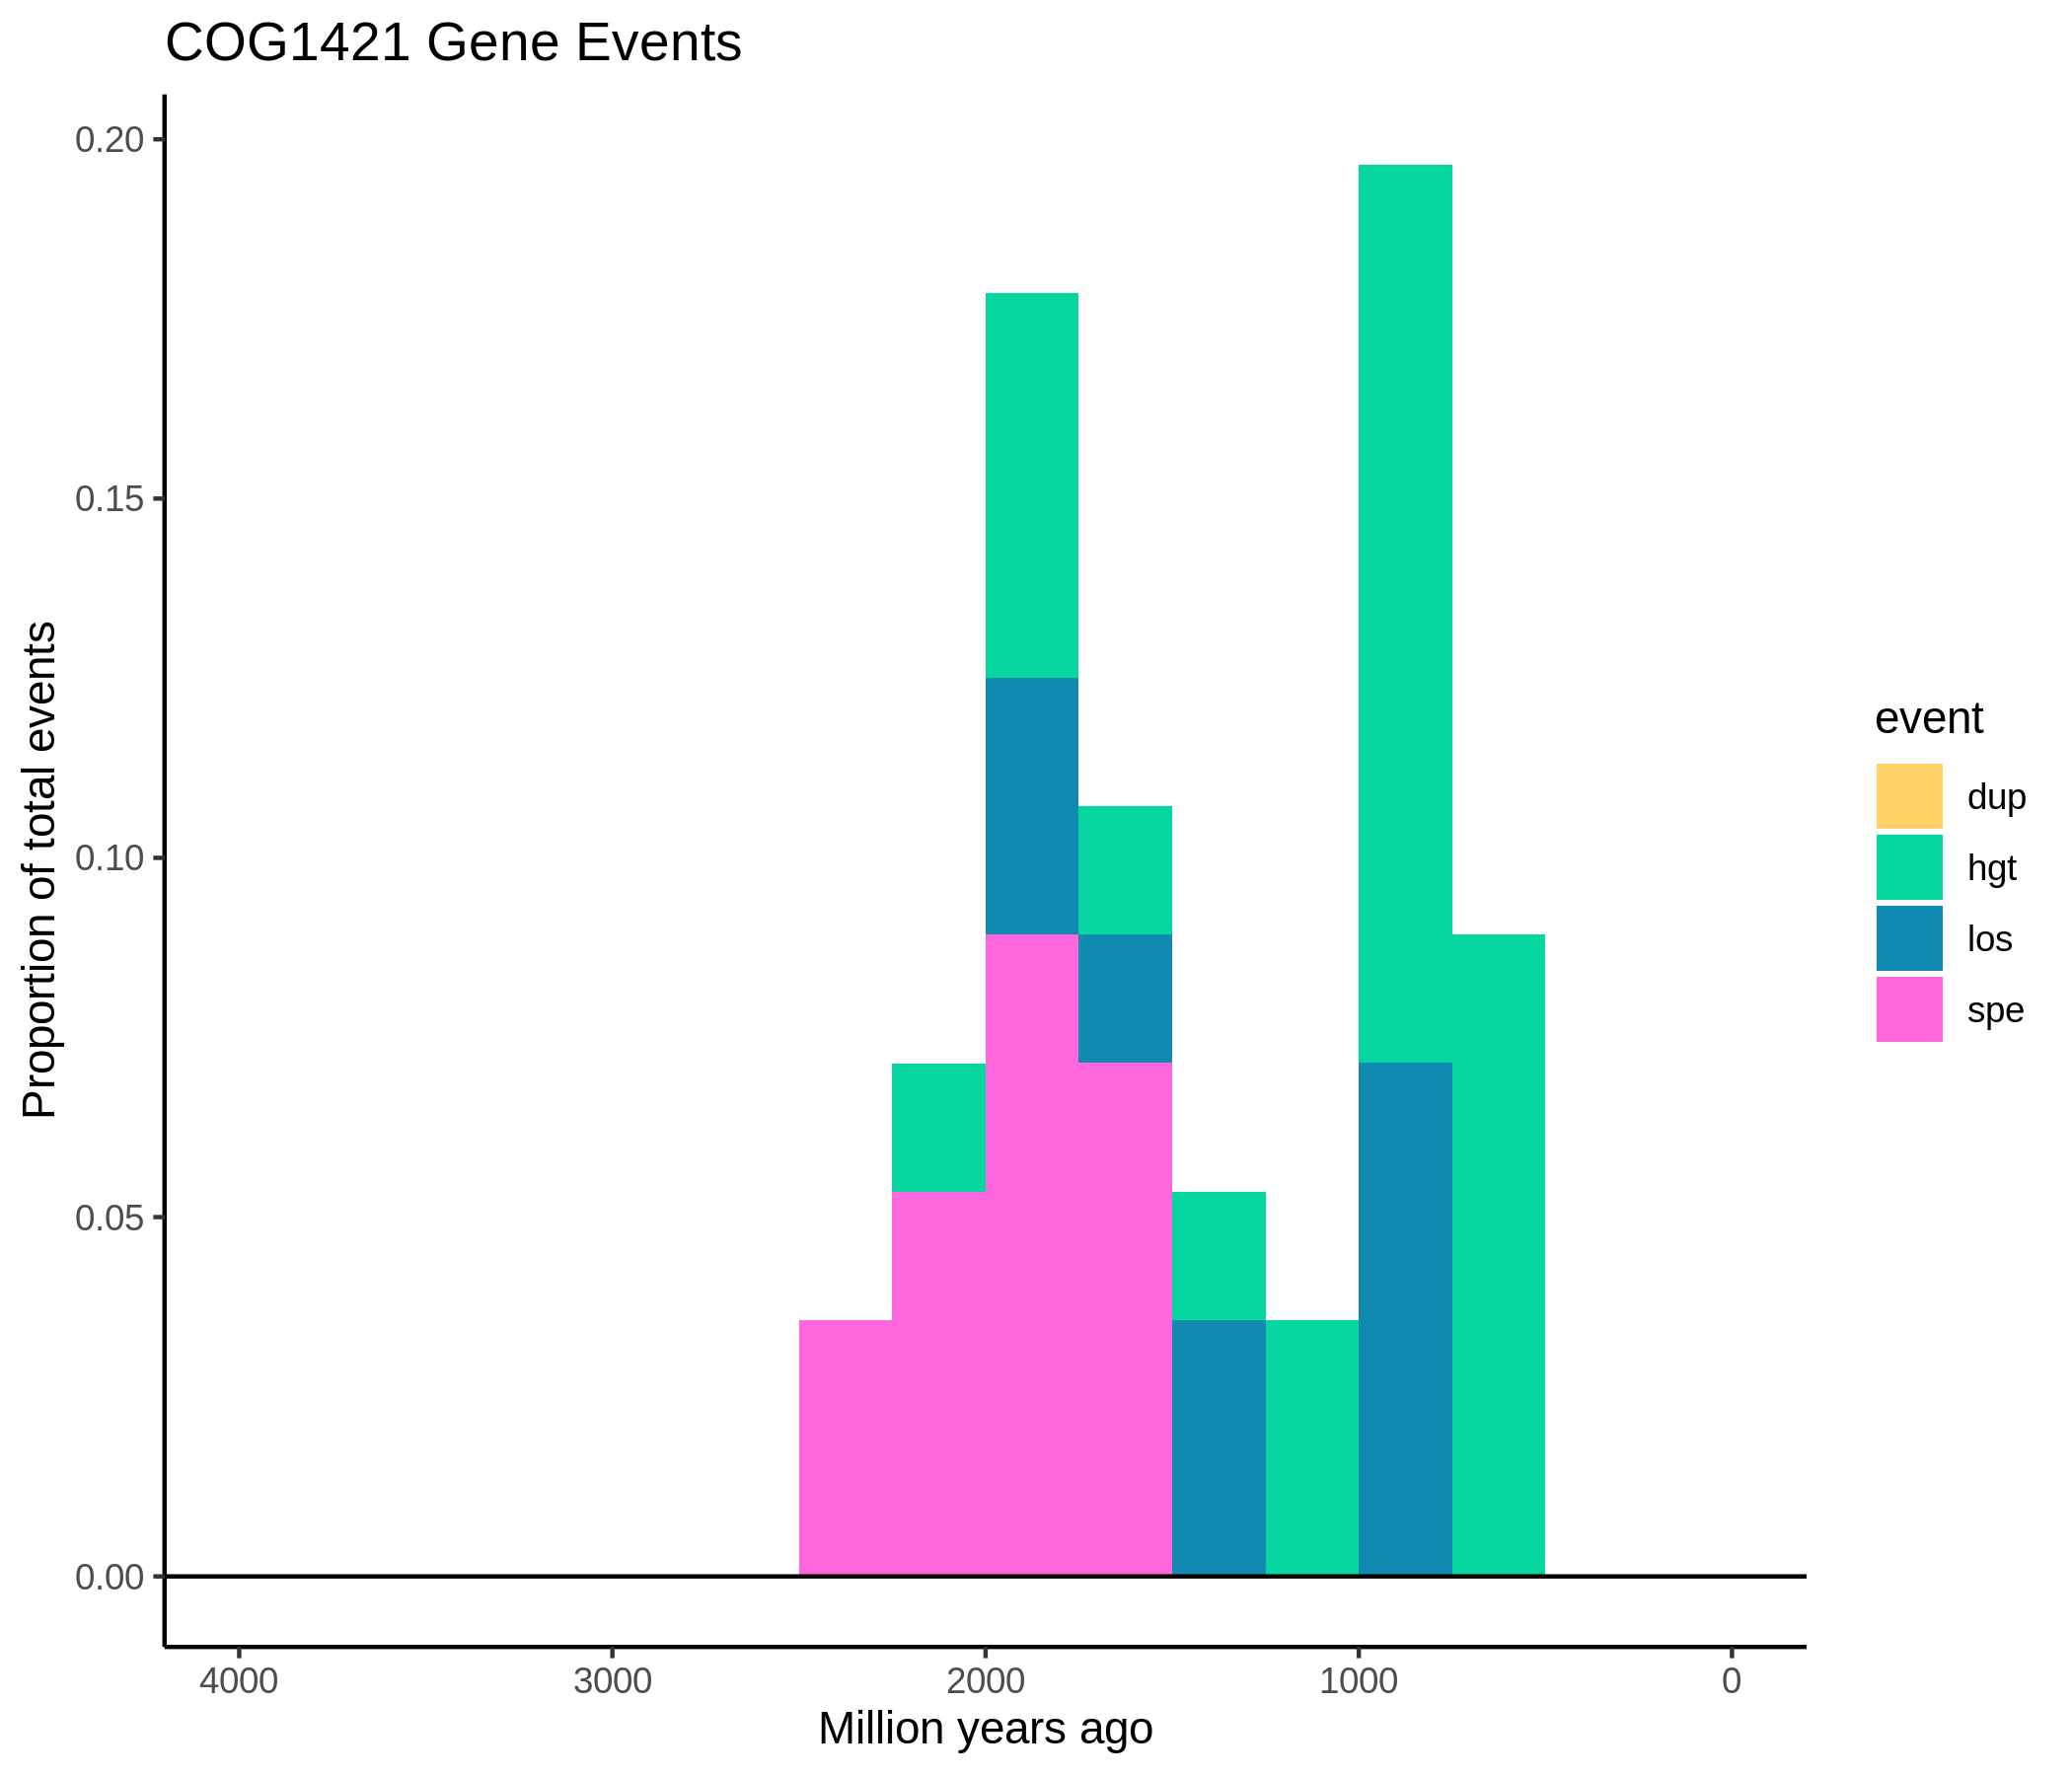 COG1421 Gene Events
Proportion of total events
0.20
0.15
0.10
0.05
0.00
4000
3000
2000
1000
0
Million years ago
event
dup
hgt
los
spe